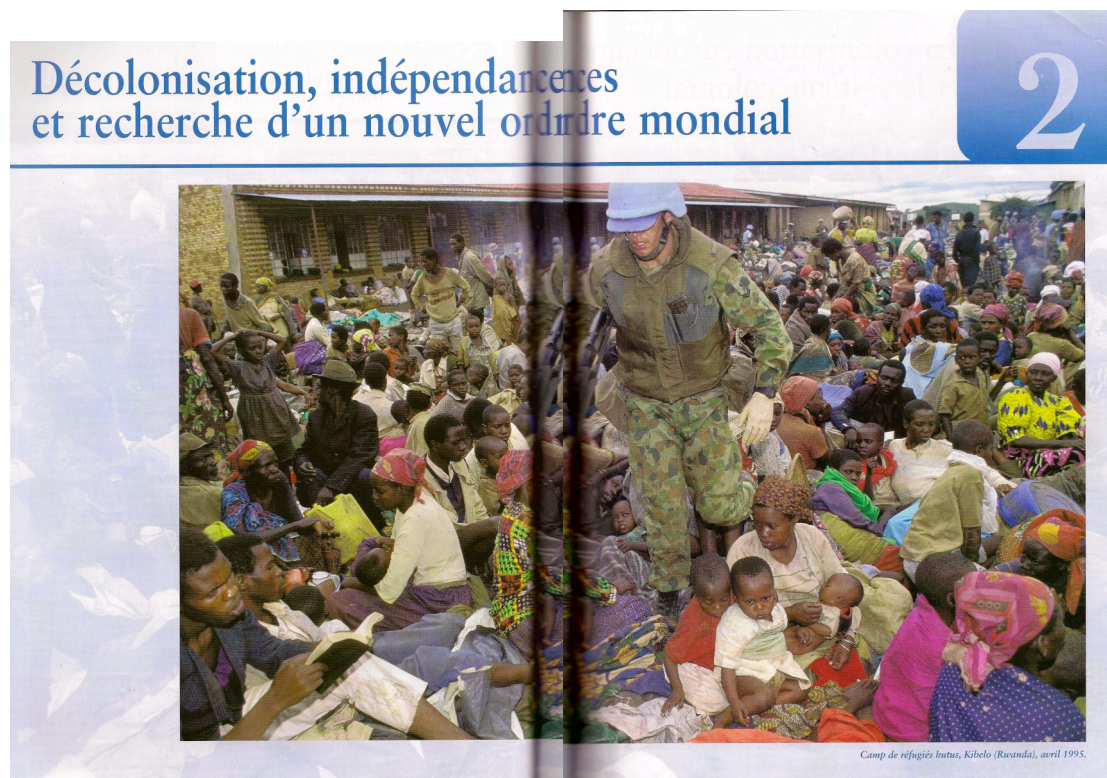 Décolonisation, indépendances
et recherche d'un nouvel ordre mondial
2
Camp de réfugiés hutus, Kibelo (Rwanda), avril 1995.